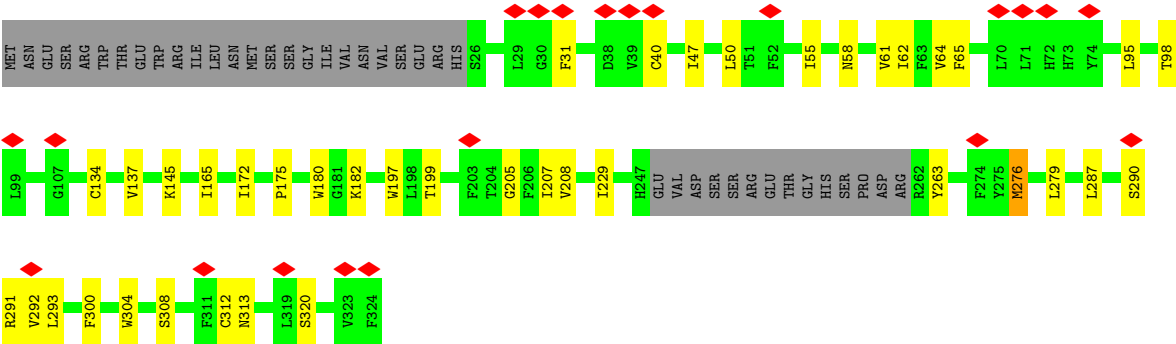 MET ASN GLU SER ARG TRP THR GLU TRP ARG ILE LEU ASN MET SER SER GLY ILE VAL ASN VAL SER GLU ARG HIS S26 L29 G30 F31 D38 V39 C40 I47 L50 T51 F52 I55 N58 V61 I62 F63 V64 F65 L70 L71 H72 H73 Y74 L95 T98
L99 G107 C134 V137 K145 I165 I172 P175 W180 G181 K182 W197 L198 T199 F203 T204 G205 F206 I207 V208 I229 H247 GLU VAL ASP SER SER ARG GLU THR GLY HIS SER PRO ASP ARG R262 Y263 F274 Y275 M276 L279 L287 S290
R291 V292 L293 F300 W304 S308 F311 C312 N313 L319 S320 V323 F324